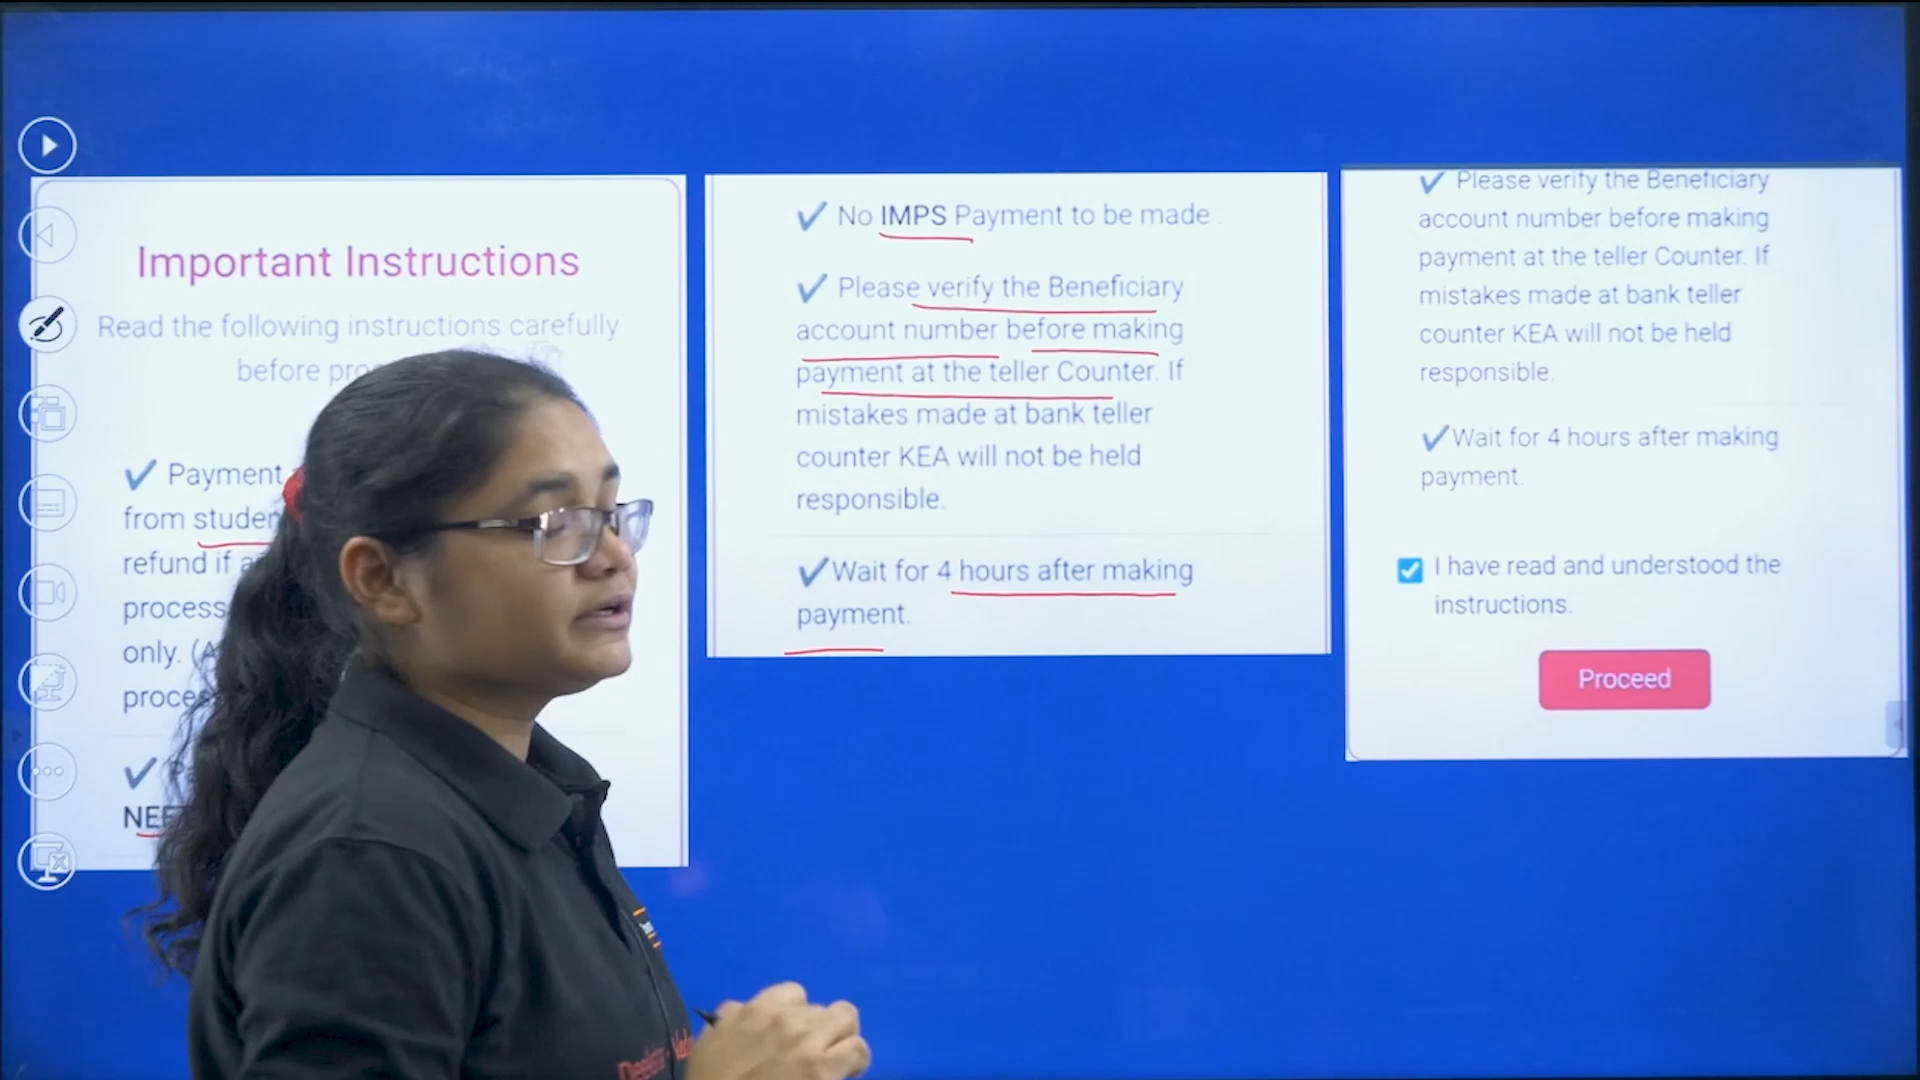 Important Instructions
Read the following instructions carefully
before
Payment
from
refund if
process
only.
✔ No IMPS Payment to be made .
✔ Please verify the Beneficiary
account number before making
payment at the teller Counter. If
mistakes made at bank teller
counter KEA will not be held
responsible.
✔Wait for 4 hours after making
payment.
✔ Please verify the Beneficiary
account number before making
payment at the teller Counter. If
mistakes made at bank teller
counter KEA will not be held
responsible.
✔Wait for 4 hours after making
payment.
I have read and understood the
instructions.
Proceed